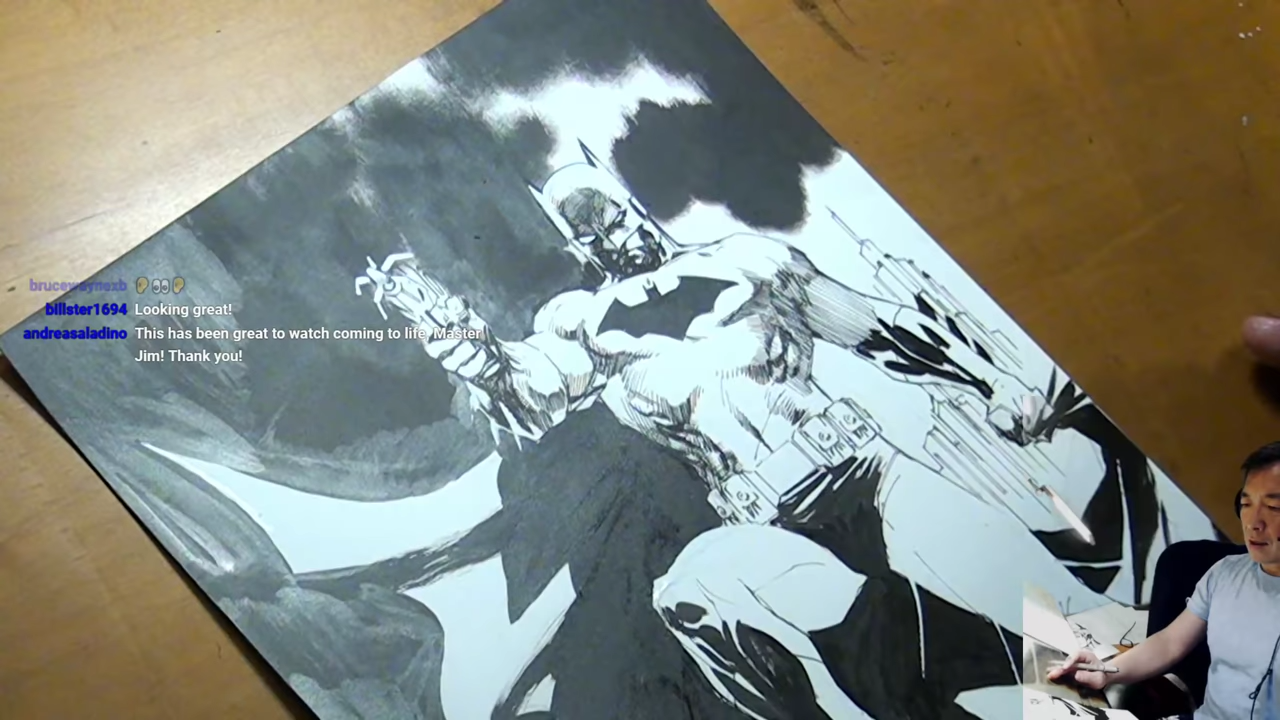 brucewaynexb 👂👀👂
billster1694 Looking great!
andreasaladino This has been great to watch coming to life, Master
Jim! Thank you!